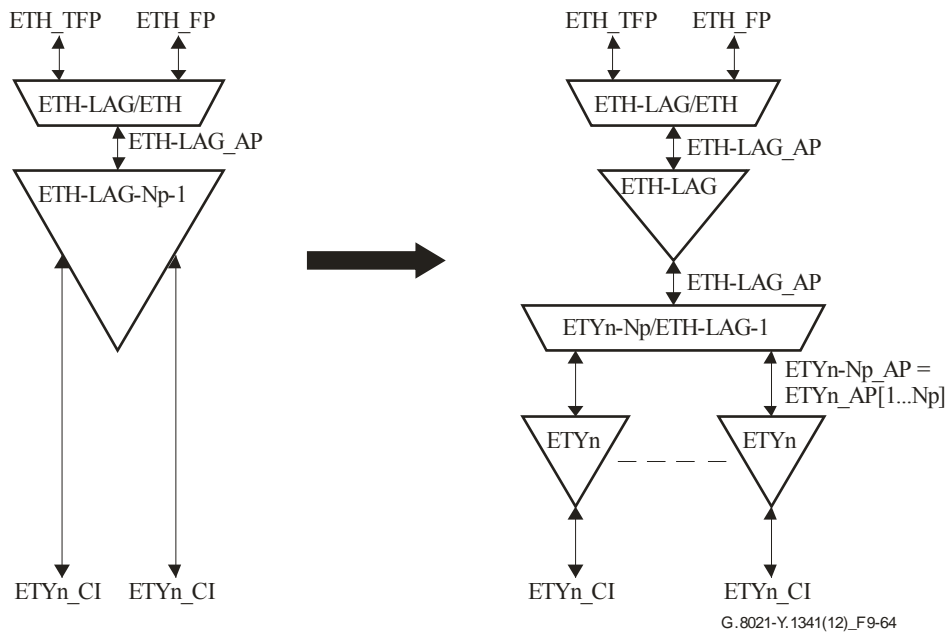 ETH_TFP
ETH_FP
ETH-LAG/ETH
ETH-LAG_AP
ETH-LAG-Np-1
ETYn_CI
ETYn_CI
ETH_TFP
ETH_FP
ETH-LAG/ETH
ETH-LAG_AP
ETH-LAG
ETH-LAG_AP
ETYn-Np/ETH-LAG-1
ETYn-Np_AP =
ETYn_AP[1...Np]
ETYn
ETYn
ETYn_CI
ETYn_CI
G.8021-Y.1341(12)_F9-64